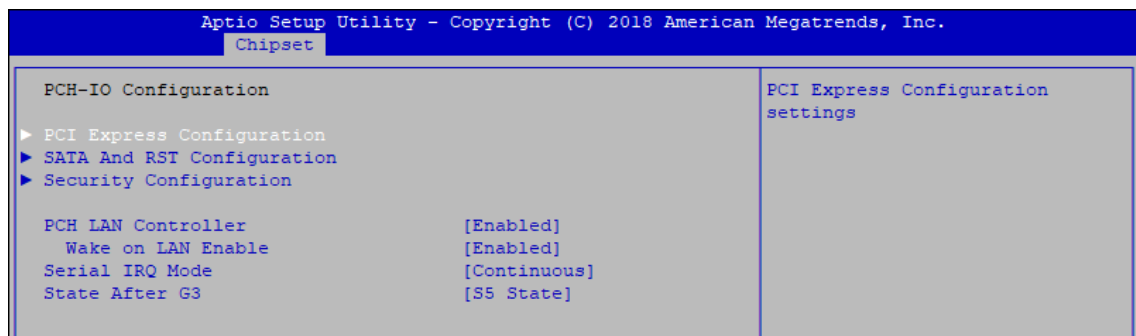 Aptio Setup Utility - Copyright (C) 2018 American Megatrends, Inc.
Chipset
PCH-IO Configuration
► PCI Express Configuration
► SATA And RST Configuration
► Security Configuration
PCH LAN Controller [Enabled]
Wake on LAN Enable [Enabled]
Serial IRQ Mode [Continuous]
State After G3 [S5 State]
PCI Express Configuration
settings